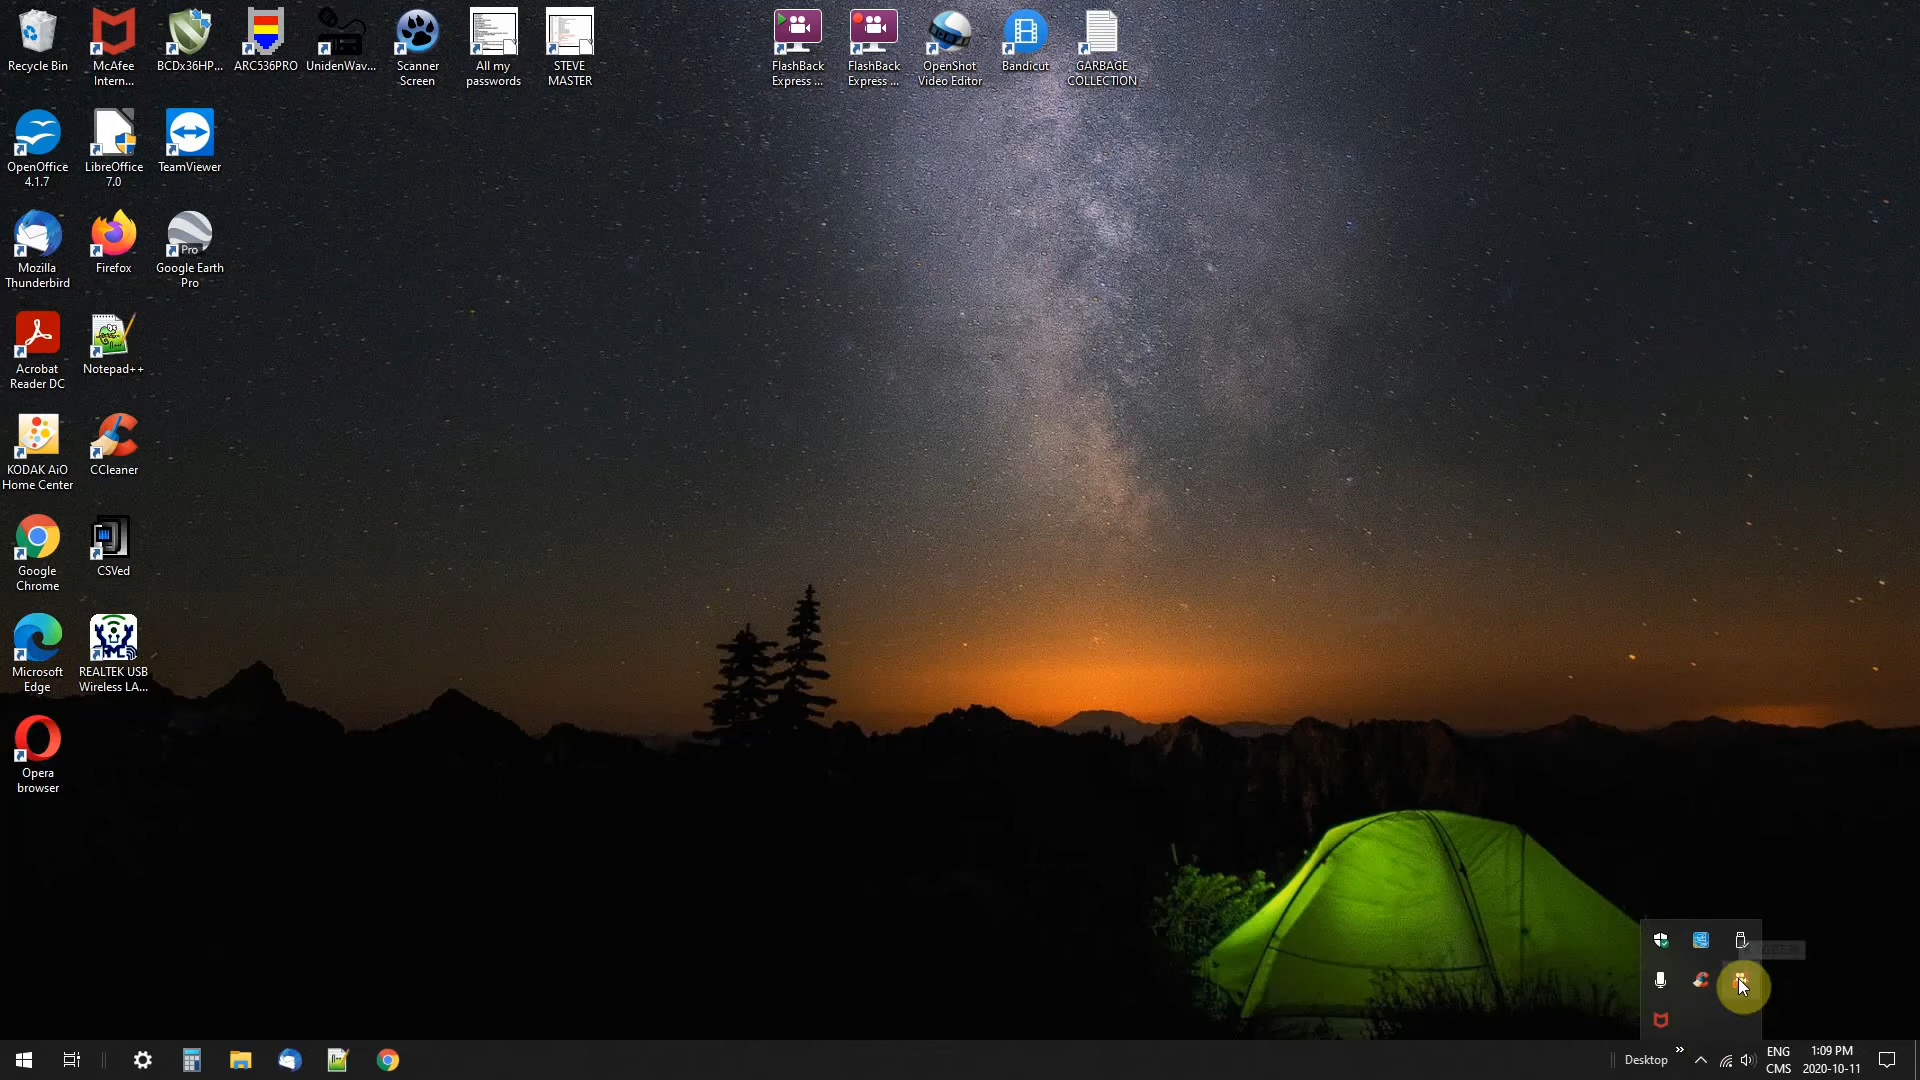 Recycle Bin
McAfee
Intern...
BCDx36HP...
ARC536PRO
UnidenWav...
Scanner
-Screen
All my
passwords
STEVE
MASTER
FlashBack
Express ...
FlashBack
Express ...
OpenShot
Video Editor
Bandicut
GARBAGE
COLLECTION
OpenOffice
4.1.7
LibreOffice
7.0
TeamViewer
Mozilla
Thunderbird
Firefox
Pro
Google Earth
Pro
Acrobat
Reader DC
Notepad++
KODAK AiO
Home Center
CCleaner
Google
Chrome
CSVed
Microsoft
Edge
REALTEK USB
Wireless LA...
Opera
browser
Desktop
ENG
CMS
1:09 PM
2020-10-11